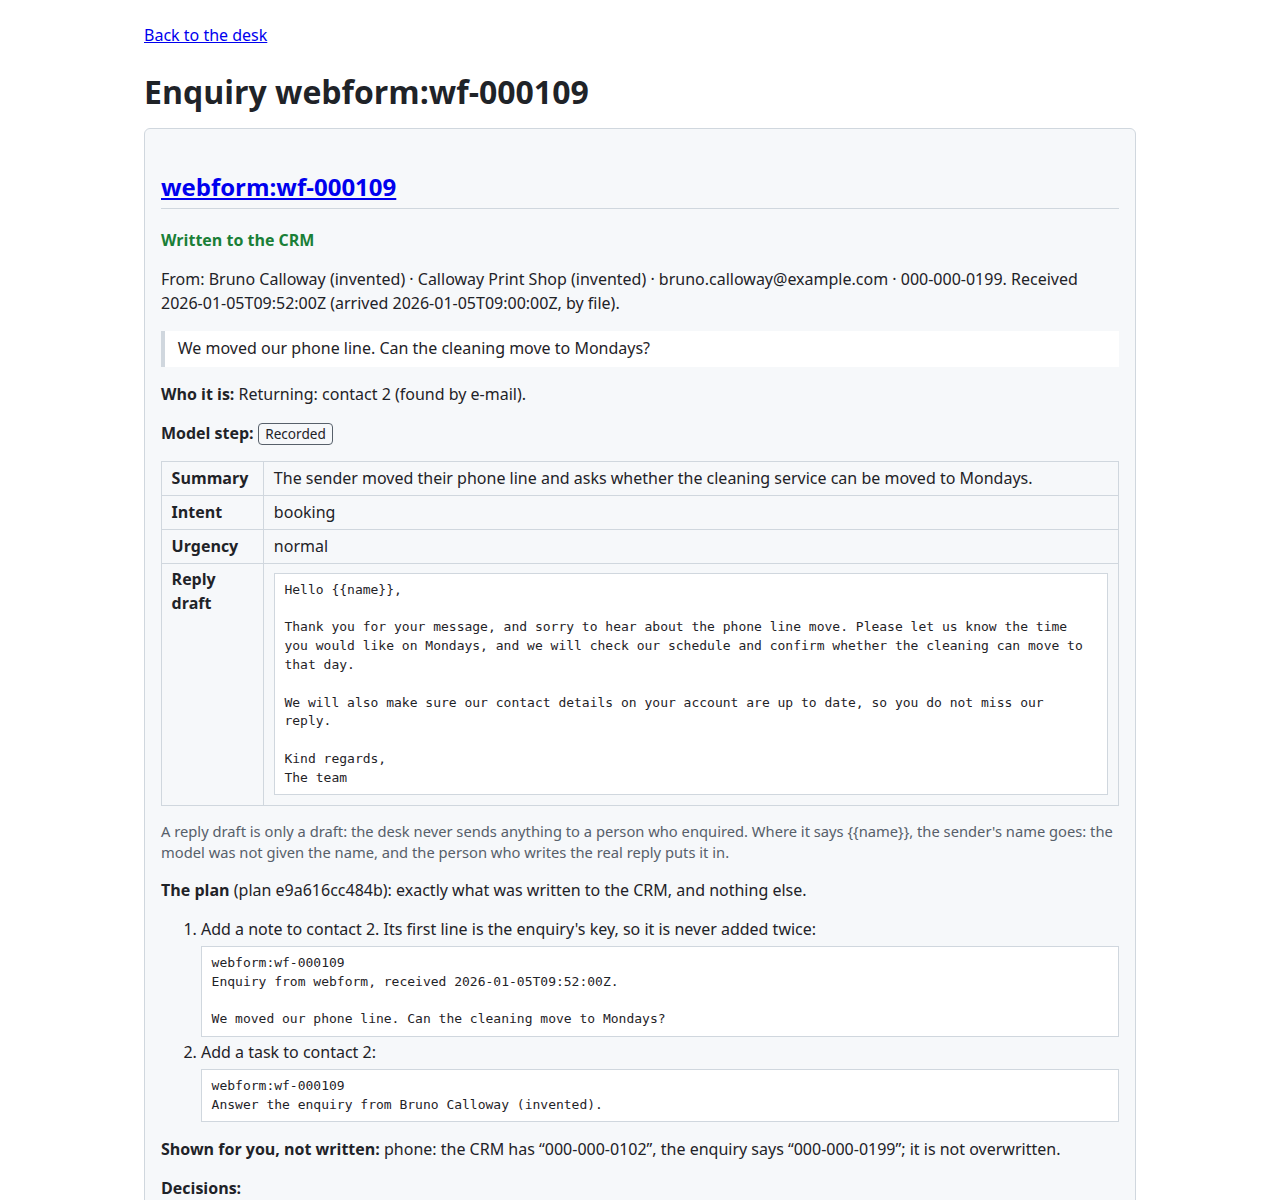 Back to the desk
Enquiry webform:wf-000109
webform:wf-000109
Written to the CRM
From: Bruno Calloway (invented) · Calloway Print Shop (invented) · bruno.calloway@example.com · 000-000-0199. Received
2026-01-05T09:52:00Z (arrived 2026-01-05T09:00:00Z, by file).
We moved our phone line. Can the cleaning move to Mondays?
Who it is: Returning: contact 2 (found by e-mail).
Model step: Recorded
Summary The sender moved their phone line and asks whether the cleaning service can be moved to Mondays.
Intent booking
Urgency normal
Reply
draft
Hello {{name}},
Thank you for your message, and sorry to hear about the phone line move. Please let us know the time
you would like on Mondays, and we will check our schedule and confirm whether the cleaning can move to
that day.
We will also make sure our contact details on your account are up to date, so you do not miss our
reply.
Kind regards,
The team
A reply draft is only a draft: the desk never sends anything to a person who enquired. Where it says {{name}}, the sender's name goes: the
model was not given the name, and the person who writes the real reply puts it in.
The plan (plan e9a616cc484b): exactly what was written to the CRM, and nothing else.
1. Add a note to contact 2. Its first line is the enquiry's key, so it is never added twice:
webform:wf-000109
Enquiry from webform, received 2026-01-05T09:52:00Z.
We moved our phone line. Can the cleaning move to Mondays?
2. Add a task to contact 2:
webform:wf-000109
Answer the enquiry from Bruno Calloway (invented).
Shown for you, not written: phone: the CRM has “000-000-0102”, the enquiry says “000-000-0199”; it is not overwritten.
Decisions: